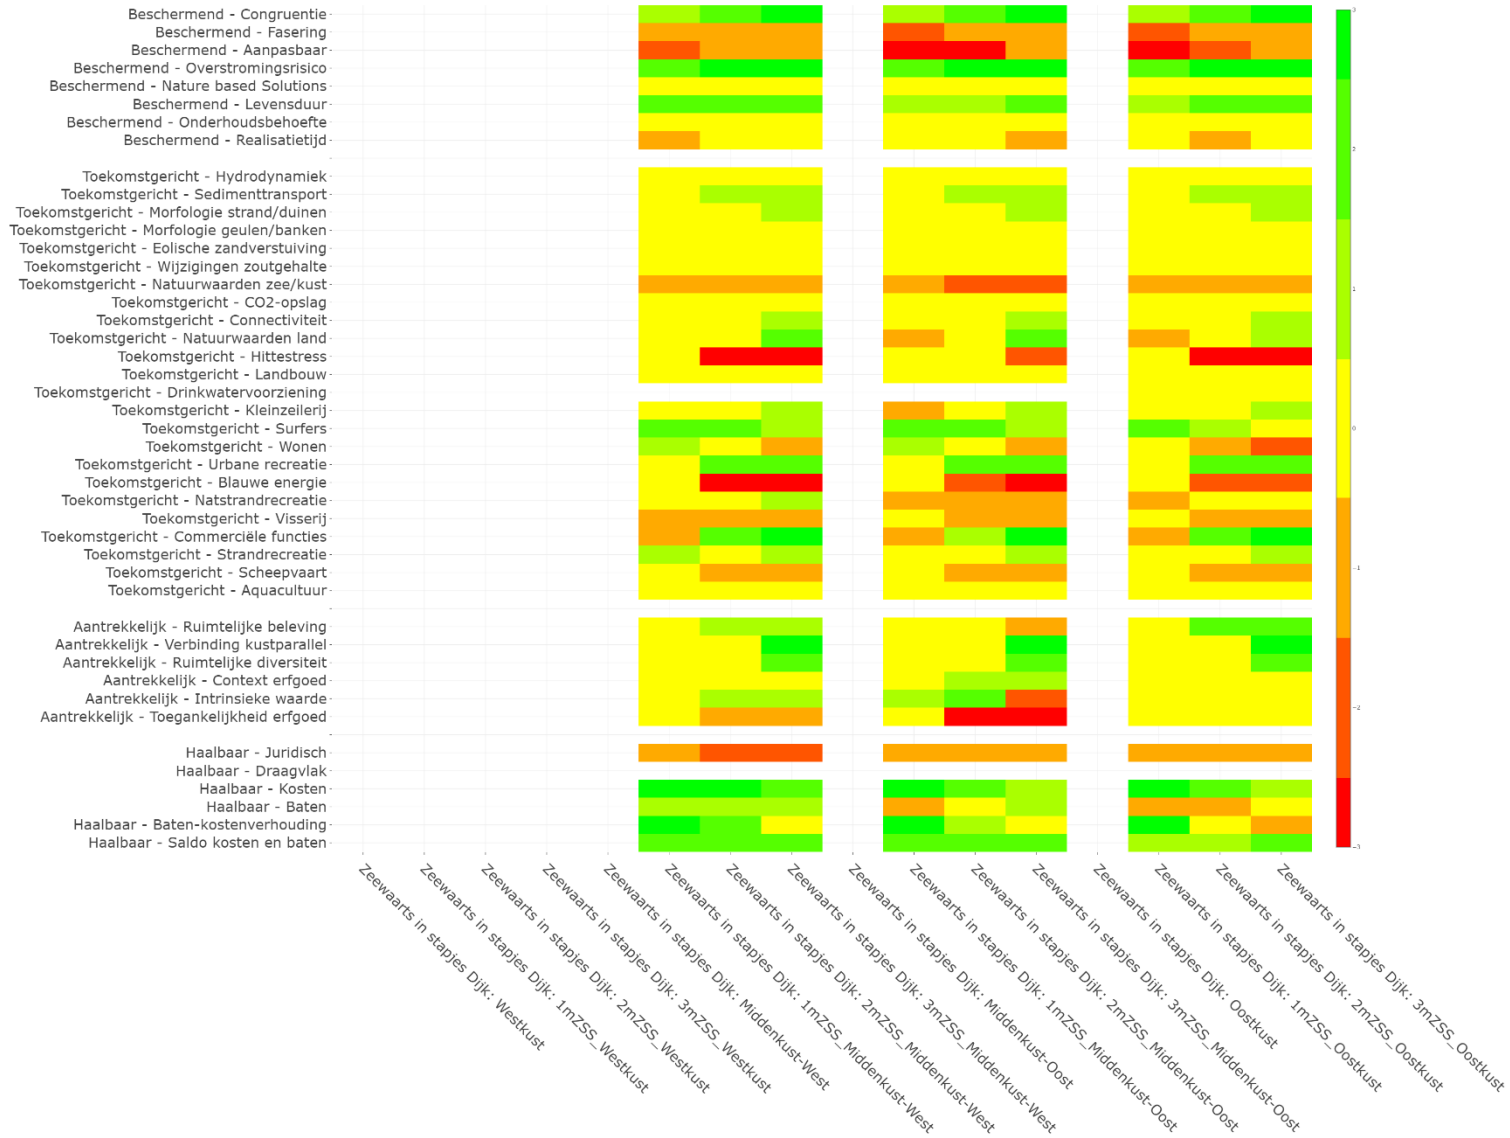 Beschermend - Congruentie
Beschermend - Fasering
Beschermend - Aanpasbaar
Beschermend - Overstromingsrisico
Beschermend - Nature based Solutions
Beschermend - Levensduur
Beschermend - Onderhoudsbehoefte
Beschermend - Realisatietijd
Toekomstgericht - Hydrodynamiek
Toekomstgericht - Sedimenttransport
Toekomstgericht - Morfologie strand/duinen
Toekomstgericht - Morfologie geulen/banken
Toekomstgericht - Eolische zandverstuiving
Toekomstgericht - Wijzigingen zoutgehalte
Toekomstgericht - Natuurwaarden zee/kust
Toekomstgericht - CO2-opslag
Toekomstgericht - Connectiviteit
Toekomstgericht - Natuurwaarden land
Toekomstgericht - Hittestress
Toekomstgericht - Landbouw
Toekomstgericht - Drinkwatervoorziening
Toekomstgericht - Kleinzeilerij
Toekomstgericht - Surfers
Toekomstgericht - Wonen
Toekomstgericht - Urbane recreatie
Toekomstgericht - Blauwe energie
Toekomstgericht - Natstrandrecreatie
Toekomstgericht - Visserij
Toekomstgericht - Commerciële functies
Toekomstgericht - Strandrecreatie
Toekomstgericht - Scheepvaart
Toekomstgericht - Aquacultuur
Aantrekkelijk - Ruimtelijke beleving
Aantrekkelijk - Verbinding kustparallel
Aantrekkelijk - Ruimtelijke diversiteit
Aantrekkelijk - Context erfgoed
Aantrekkelijk - Intrinsieke waarde
Aantrekkelijk - Toegankelijkheid erfgoed
Haalbaar - Juridisch
Haalbaar - Draagvlak
Haalbaar - Kosten
Haalbaar - Baten
Haalbaar - Baten-kostenverhouding
Haalbaar - Saldo kosten en baten
Zeewaarts in stapjes Dijk: Westkust
Zeewaarts in stapjes Dijk: 1mZSS_Westkust
Zeewaarts in stapjes Dijk: 2mZSS_Westkust
Zeewaarts in stapjes Dijk: 3mZSS_Westkust
Zeewaarts in stapjes Dijk: Middenkust-West
Zeewaarts in stapjes Dijk: 1mZSS_Middenkust-West
Zeewaarts in stapjes Dijk: 2mZSS_Middenkust-West
Zeewaarts in stapjes Dijk: 3mZSS_Middenkust-West
Zeewaarts in stapjes Dijk: Middenkust-Oost
Zeewaarts in stapjes Dijk: 1mZSS_Middenkust-Oost
Zeewaarts in stapjes Dijk: 2mZSS_Middenkust-Oost
Zeewaarts in stapjes Dijk: 3mZSS_Middenkust-Oost
Zeewaarts in stapjes Dijk: Oostkust
Zeewaarts in stapjes Dijk: 1mZSS_Oostkust
Zeewaarts in stapjes Dijk: 2mZSS_Oostkust
Zeewaarts in stapjes Dijk: 3mZSS_Oostkust
3
2
1
0
−1
−2
−3